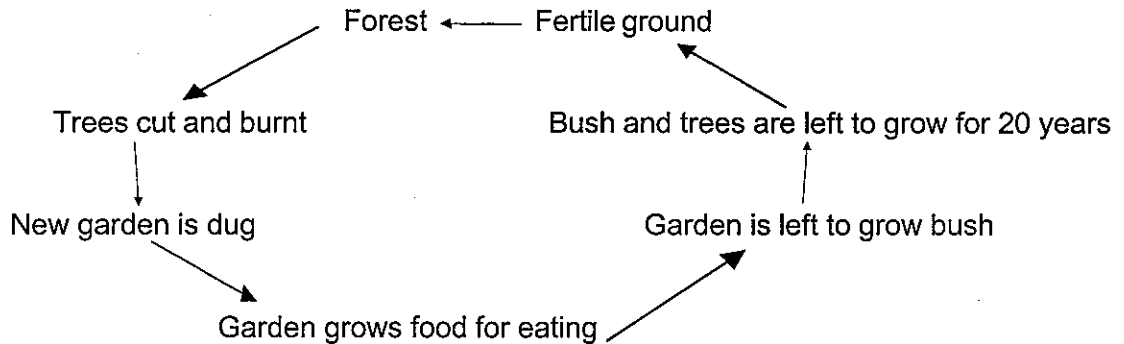 Forest
Fertile ground
Trees cut and burnt
Bush and trees are left to grow for 20 years
New garden is dug
Garden is left to grow bush
Garden grows food for eating